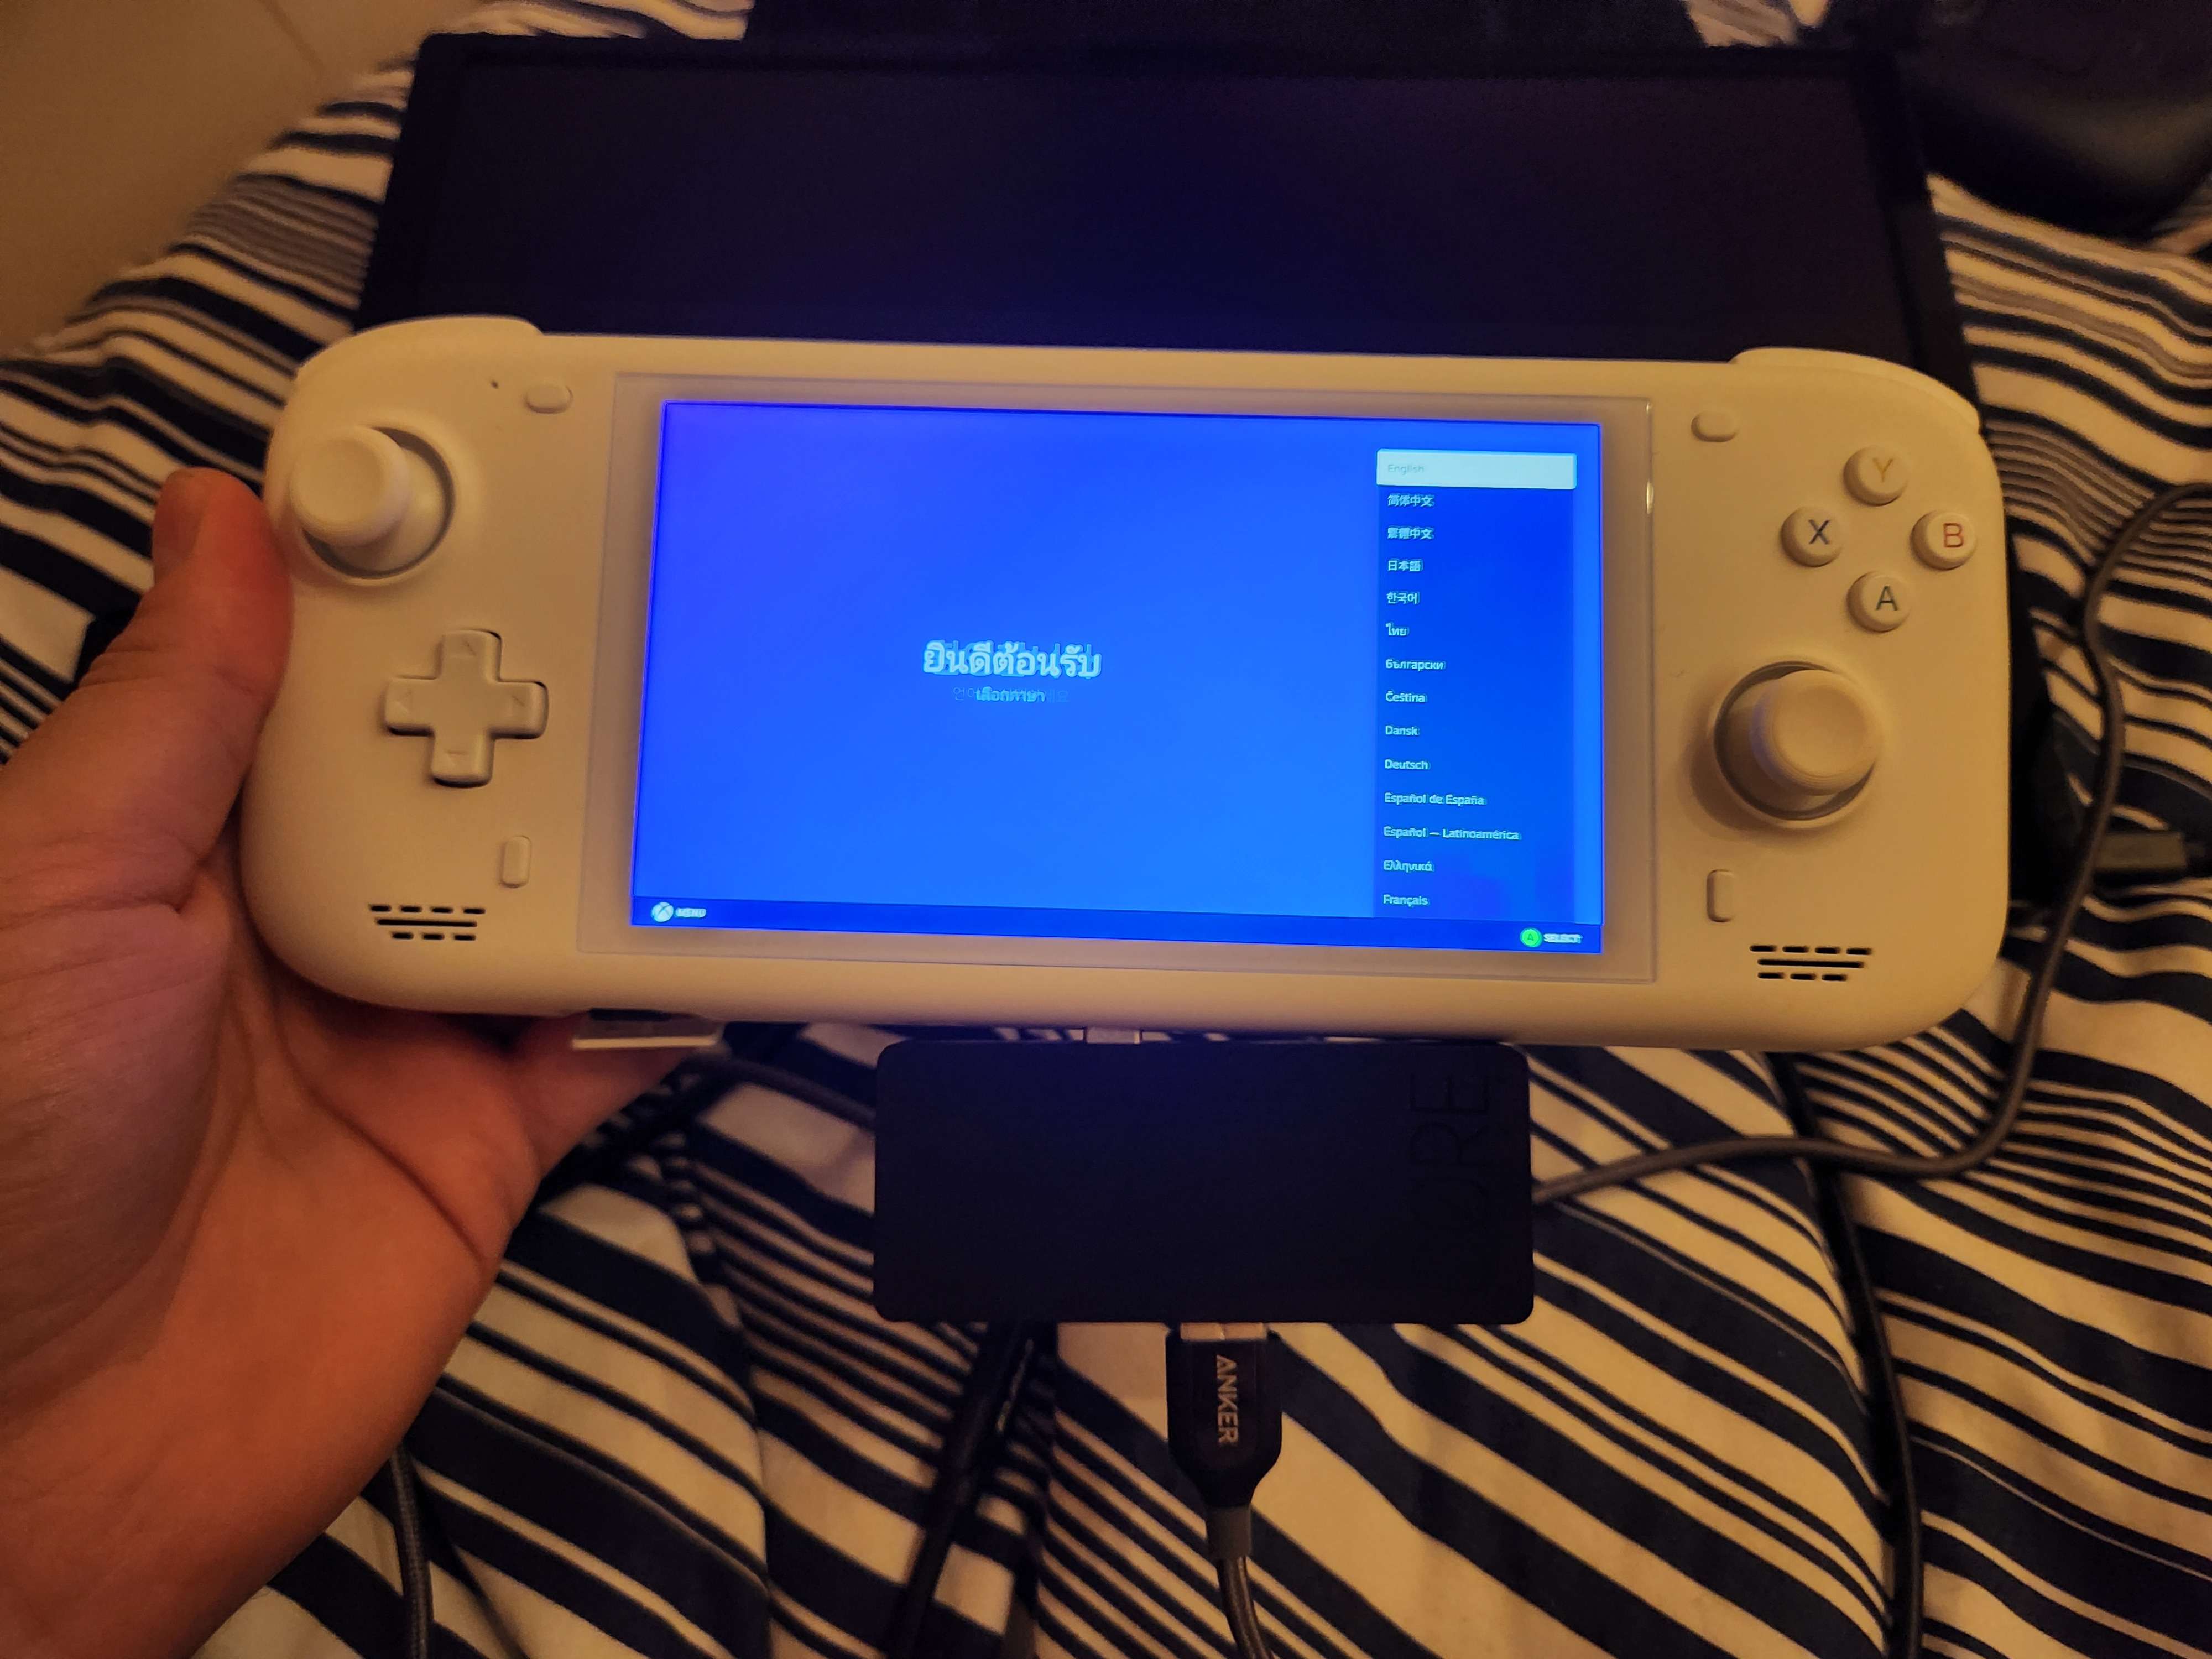 English
简体中文
繁體中文
日本語
한국어
ไทย
Български
Čeština
Dansk
Deutsch
Español de España
Español — Latinoamérica
Ελληνικά
Français
ยินดีต้อนรับ
เลือกภาษา
MENU
A SELECT
Y
X
B
A
ANKER